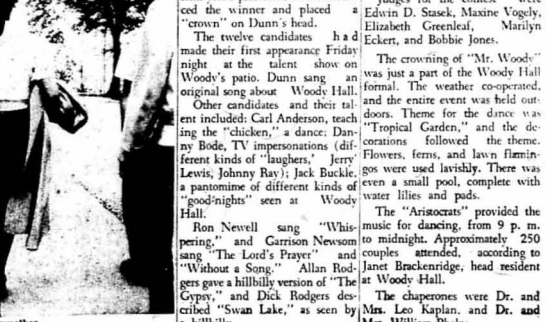 ced the winner and placed a
"crown" on Dunn's head.
The twelve candidates had
made their first appearance Friday
night at the talent show on
Woody's patio. Dunn sang an
original song about Woody Hall.
Other candidates and their tal-
ent included: Carl Anderson, teach
ing the "chicken," a dance; Dan-
ny Bode, TV impersonations (dif-
ferent kinds of "laughers,' Jerry
Lewis, Johnny Ray); Jack Buckle,
a pantomime of different kinds of
"good-nights" seen at Woody
Hall.
Ron Newell sang "Whis-
pering," and Garrison Newsom
sang "The Lord's Prayer" and
"Without a Song." Allan Rod-
gers gave a hillbilly version of "The
Gypsy," and Dick Rodgers des-
cribed "Swan Lake," as seen by
a hillbilly
Judges for the contest were
Edwin D. Stasek, Maxine Vogely,
Elizabeth Greenleaf, Marilyn
Eckert, and Bobbie Jones.
The crowning of "Mr. Woody"
was just a part of the Woody Hall
formal. The weather co-operated,
and the entire event was held out-
doors. Theme for the dance was
"Tropical Garden," and the de-
corations followed the theme.
Flowers, ferns, and lawn flamin-
gos were used lavishly. There was
even a small pool, complete with
water lilies and pads.
The "Aristocrats" provided the
music for dancing, from 9 p. m.
to midnight. Approximately 250
couples attended, according to
Janet Brackenridge, head resident
at Woody Hall.
The chaperones were Dr. and
Mrs. Leo Kaplan, and Dr. and
Mrs. William